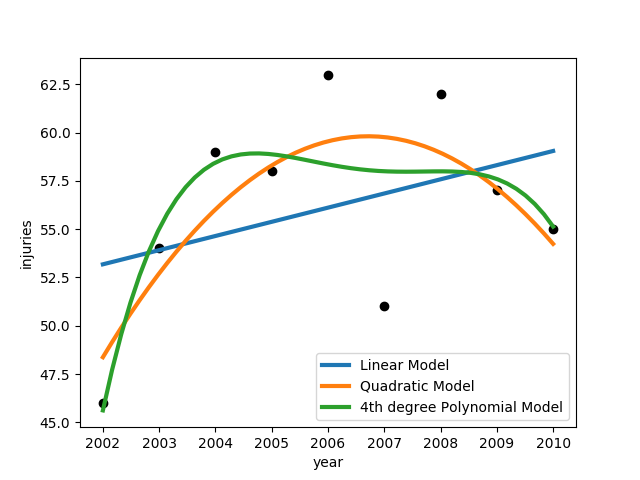 62.5
60.0
57.5
55.0
52.5
50.0
47.5
45.0
injuries
2002 2003 2004 2005 2006 2007 2008 2009 2010
year
Linear Model
Quadratic Model
4th degree Polynomial Model